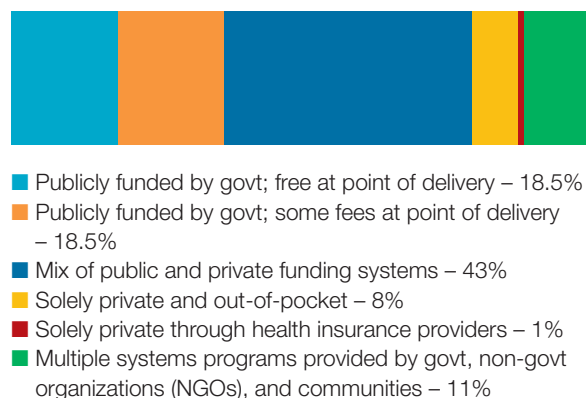 Publicly funded by govt; free at point of delivery – 18.5%
Publicly funded by govt; some fees at point of delivery
– 18.5%
Mix of public and private funding systems – 43%
Solely private and out-of-pocket – 8%
Solely private through health insurance providers – 1%
Multiple systems programs provided by govt, non-govt
organizations (NGOs), and communities – 11%